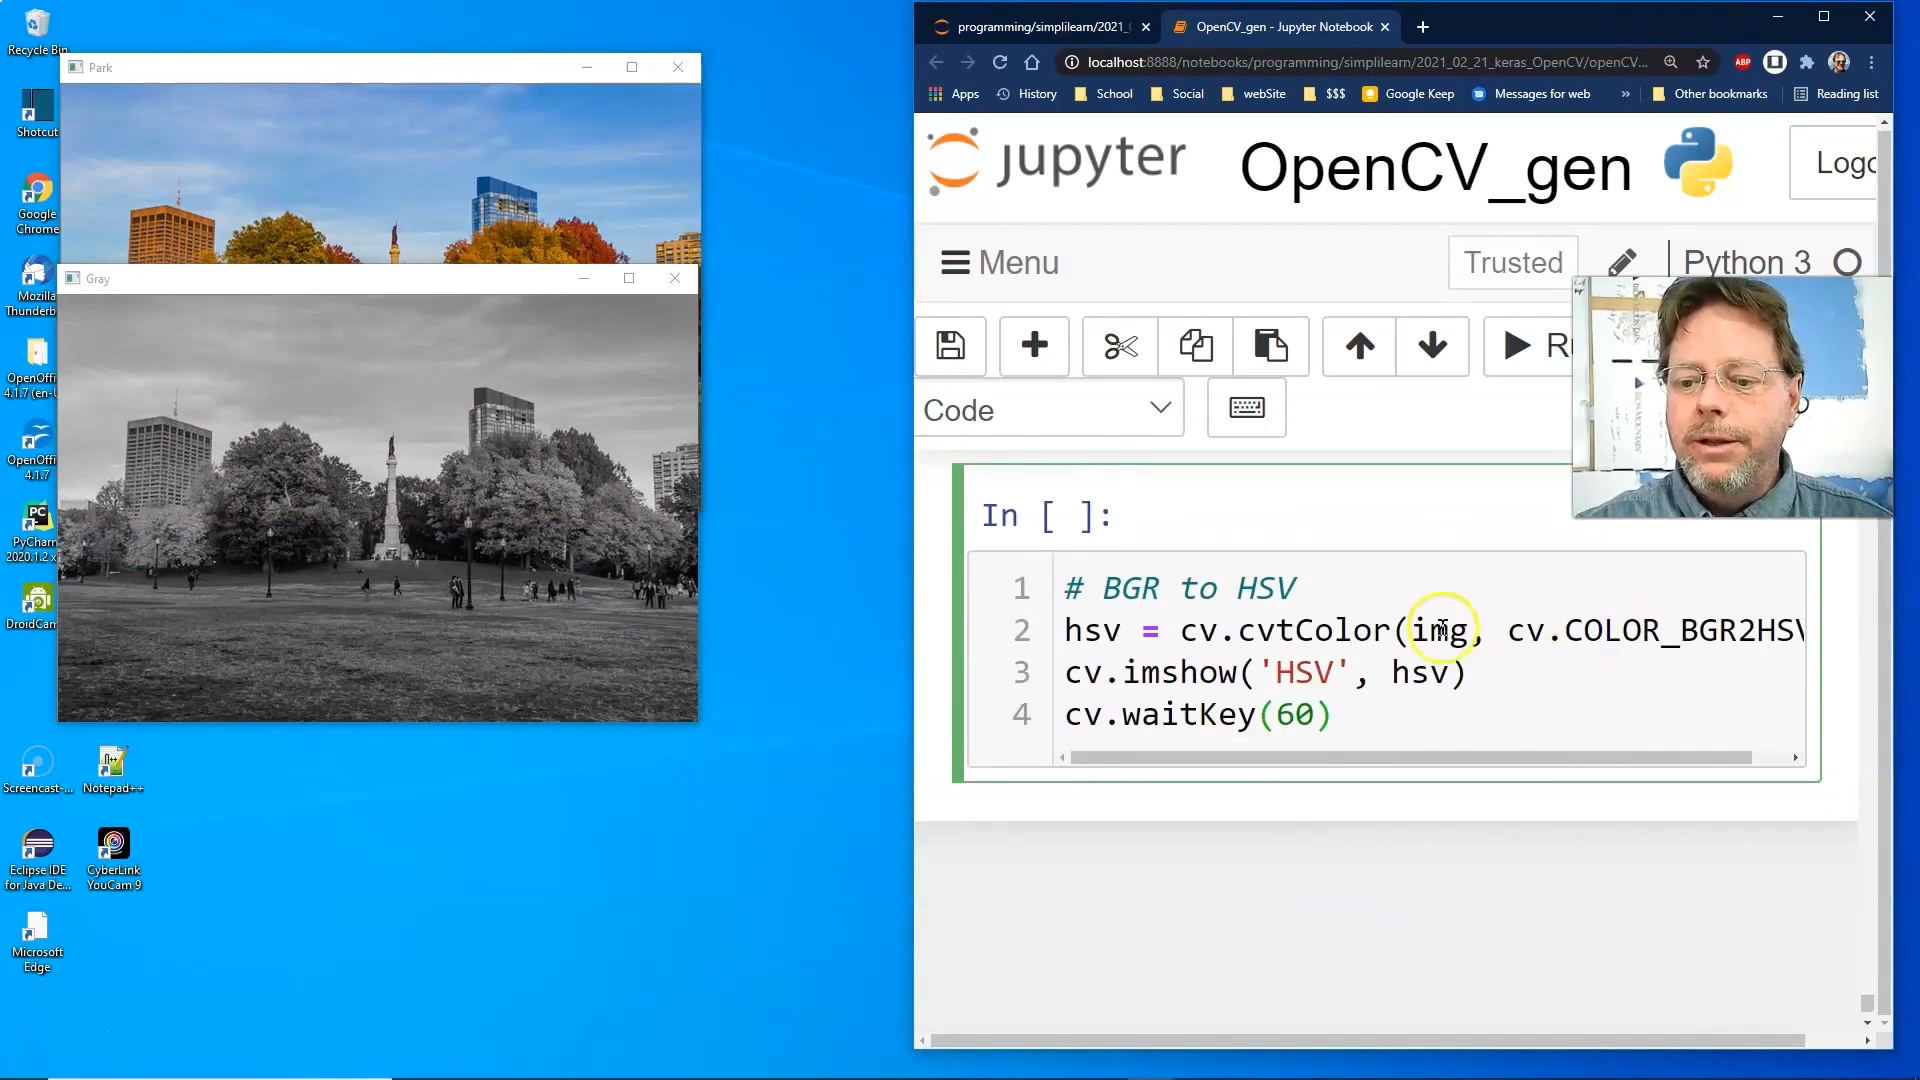 Recycle Bin
Shotcut
Google
Chrome
Mozilla
Thunderb
OpenOffi
4.1.7 (en-U
OpenOffi
4.1.7
PyCharm
2020.1.2 x
DroidCam
Screencast-...
Notepad++
Eclipse IDE
for Java De...
CyberLink
YouCam 9
Microsoft
Edge
Park
Gray
programming/simplilearn/2021_
OpenCV_gen - Jupyter Notebook
localhost:8888/notebooks/programming/simplilearn/2021_02_21_keras_OpenCV/openCV...
ABP
Apps
History
School
Social
webSite
$$$
Google Keep
Messages for web
»
Other bookmarks
Reading list
jupyter
OpenCV_gen
Logo
Menu
Trusted
Python 3
R
Code
In [ ]:
1 # BGR to HSV
2 hsv = cv.cvtColor(img, cv.COLOR_BGR2HSV
3 cv.imshow('HSV', hsv)
4 cv.waitKey(60)